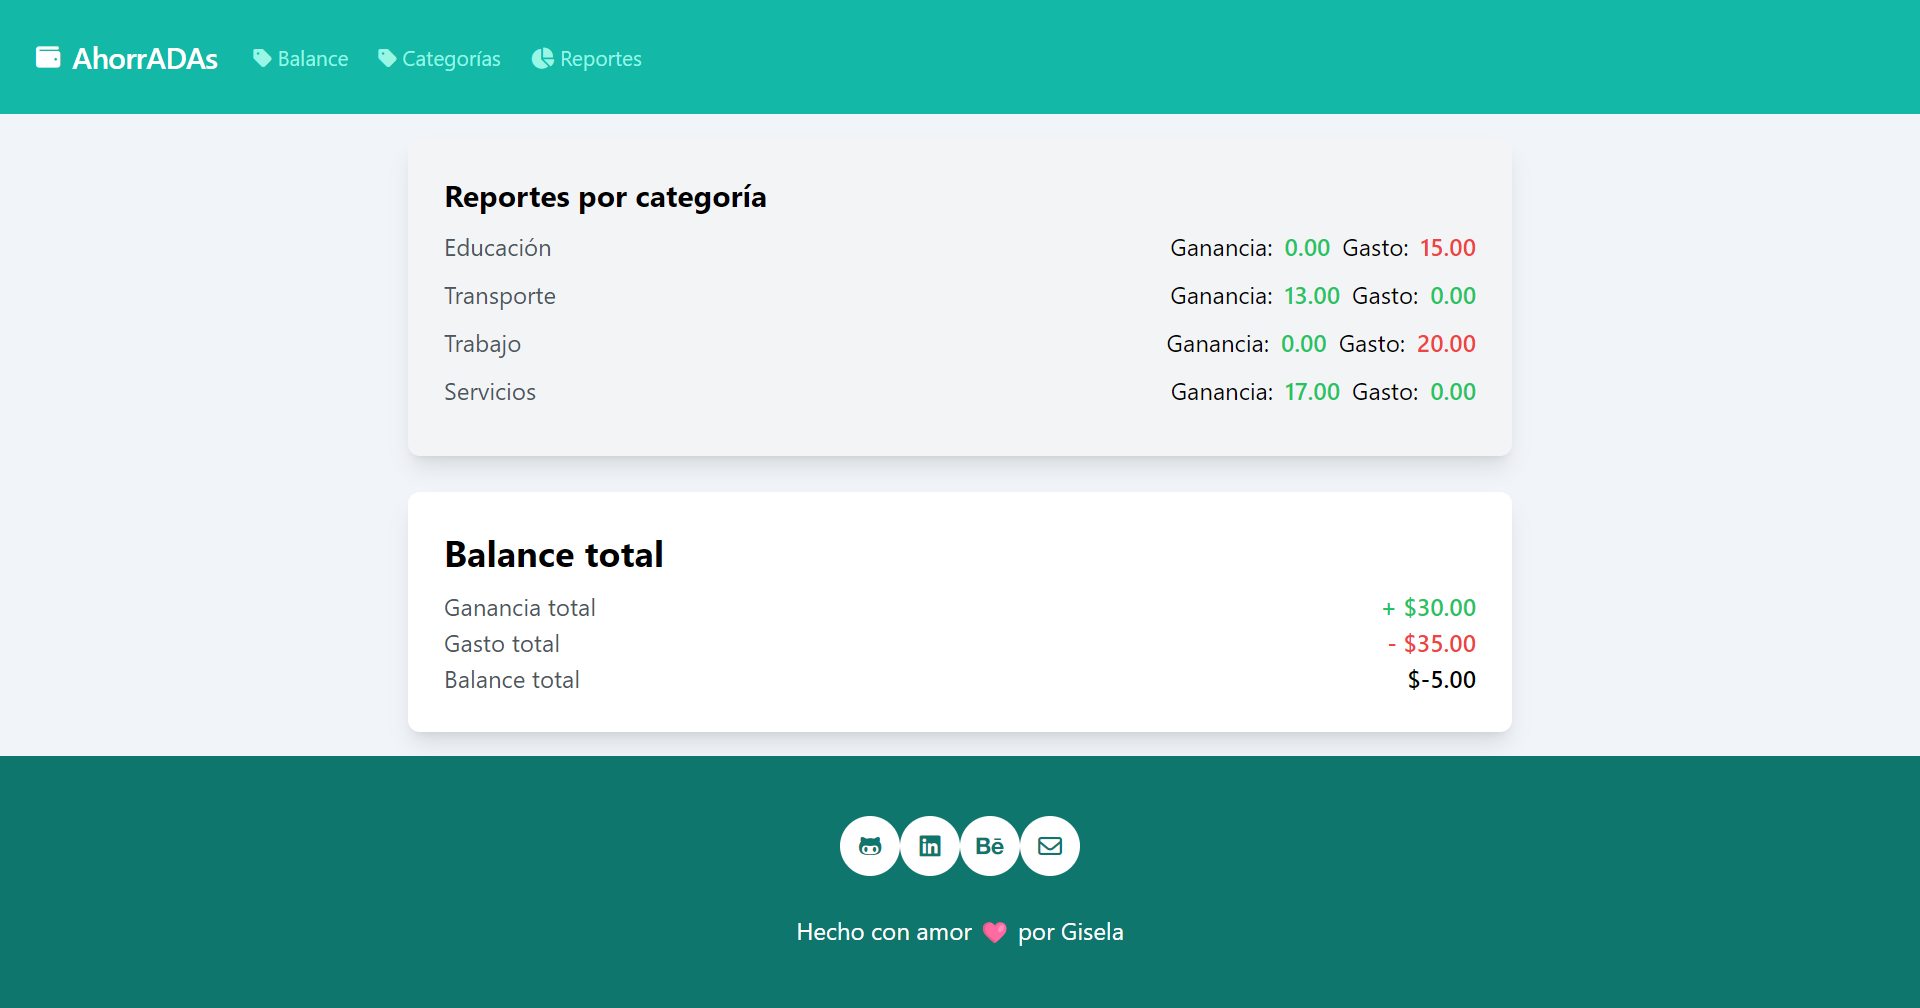 AhorrADAs Balance Categorías Reportes
Reportes por categoría
Educación Ganancia: 0.00 Gasto: 15.00
Transporte Ganancia: 13.00 Gasto: 0.00
Trabajo Ganancia: 0.00 Gasto: 20.00
Servicios Ganancia: 17.00 Gasto: 0.00
Balance total
Ganancia total + $30.00
Gasto total - $35.00
Balance total $-5.00
in Bē
Hecho con amor 💗 por Gisela